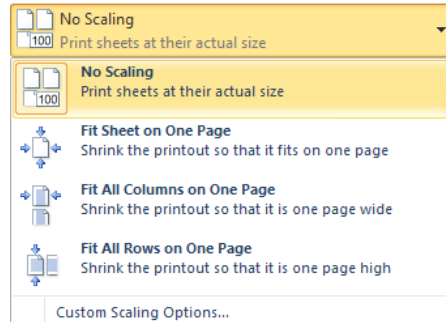 No Scaling
100 Print sheets at their actual size
No Scaling
100 Print sheets at their actual size
Fit Sheet on One Page
Shrink the printout so that it fits on one page
Fit All Columns on One Page
Shrink the printout so that it is one page wide
Fit All Rows on One Page
Shrink the printout so that it is one page high
Custom Scaling Options...